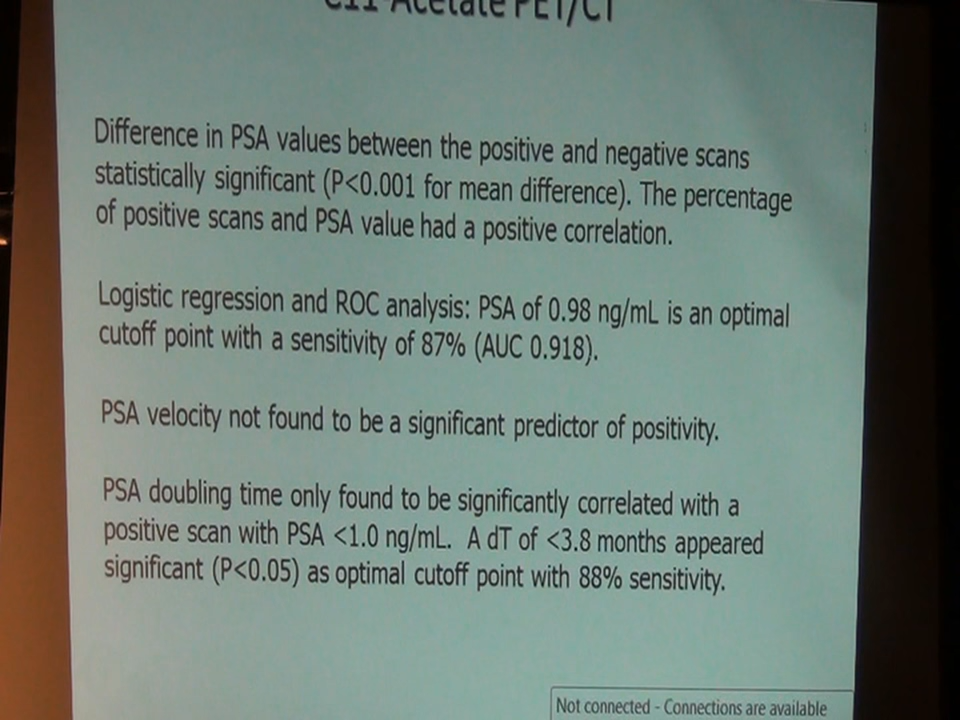 C11-Acetate PET/CT
Difference in PSA values between the positive and negative scans
statistically significant (P<0.001 for mean difference). The percentage
of positive scans and PSA value had a positive correlation.
Logistic regression and ROC analysis: PSA of 0.98 ng/mL is an optimal
cutoff point with a sensitivity of 87% (AUC 0.918).
PSA velocity not found to be a significant predictor of positivity.
PSA doubling time only found to be significantly correlated with a
positive scan with PSA <1.0 ng/mL. A dT of <3.8 months appeared
significant (P<0.05) as optimal cutoff point with 88% sensitivity.
Not connected - Connections are available